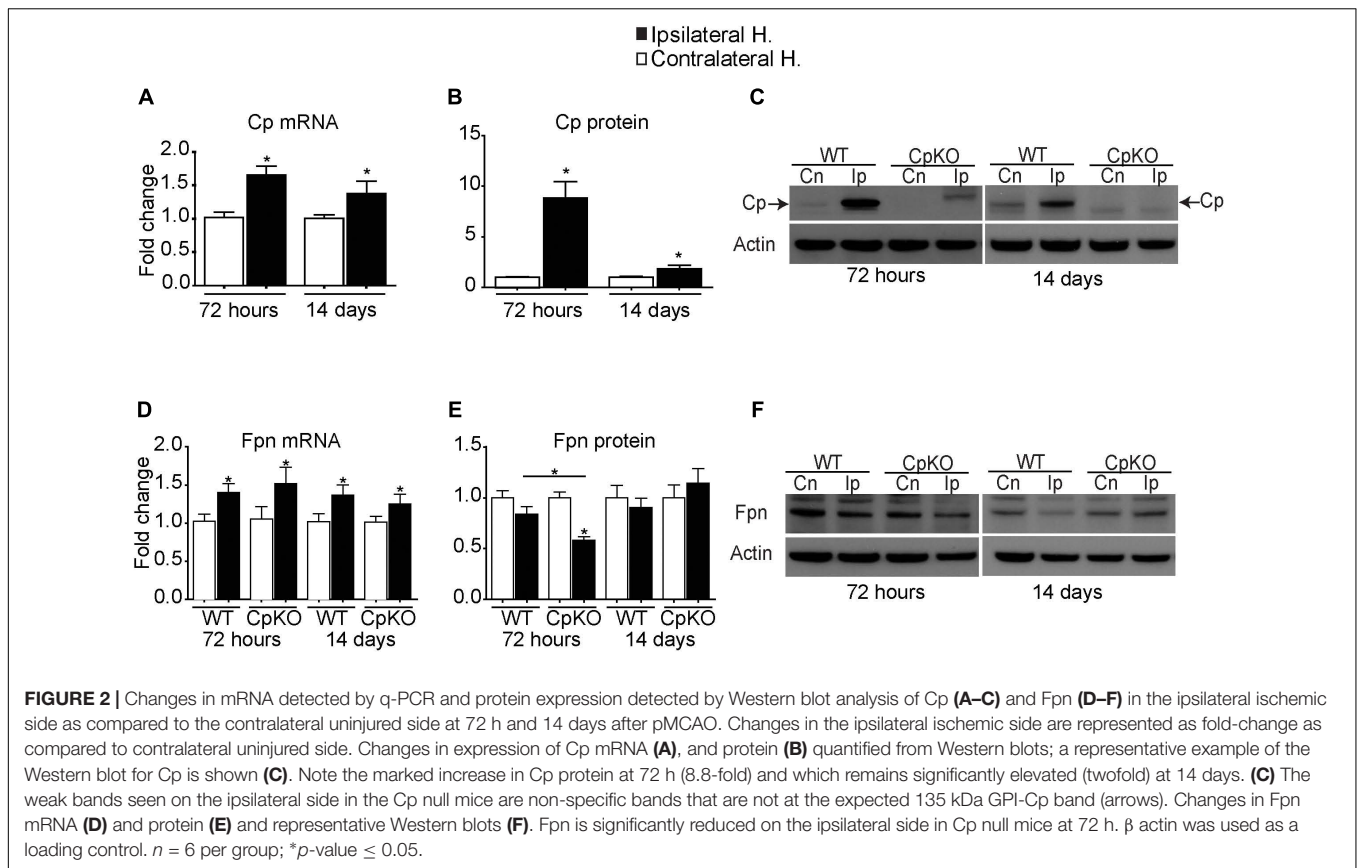 Ipsilateral H.
Contralateral H.
A
Cp mRNA
Fold change
2.0
1.5
1.0
0.5
0.0
*
*
72 hours
14 days
B
Cp protein
15
10
5
0
*
*
72 hours
14 days
C
WT CpKO WT CpKO
Cn Ip Cn Ip Cn Ip Cn Ip
Cp→ ←Cp
Actin
72 hours 14 days
D
Fpn mRNA
Fold change
2.0
1.5
1.0
0.5
0.0
* * * *
WT CpKO WT CpKO
72 hours 14 days
E
Fpn protein
1.5
1.0
0.5
0.0
*
*
WT CpKO WT CpKO
72 hours 14 days
F
WT CpKO WT CpKO
Cn Ip Cn Ip Cn Ip Cn Ip
Fpn
Actin
72 hours 14 days
FIGURE 2 | Changes in mRNA detected by q-PCR and protein expression detected by Western blot analysis of Cp (A–C) and Fpn (D–F) in the ipsilateral ischemic
side as compared to the contralateral uninjured side at 72 h and 14 days after pMCAO. Changes in the ipsilateral ischemic side are represented as fold-change as
compared to contralateral uninjured side. Changes in expression of Cp mRNA (A), and protein (B) quantified from Western blots; a representative example of the
Western blot for Cp is shown (C). Note the marked increase in Cp protein at 72 h (8.8-fold) and which remains significantly elevated (twofold) at 14 days. (C) The
weak bands seen on the ipsilateral side in the Cp null mice are non-specific bands that are not at the expected 135 kDa GPI-Cp band (arrows). Changes in Fpn
mRNA (D) and protein (E) and representative Western blots (F). Fpn is significantly reduced on the ipsilateral side in Cp null mice at 72 h. β actin was used as a
loading control. n = 6 per group; *p-value ≤ 0.05.